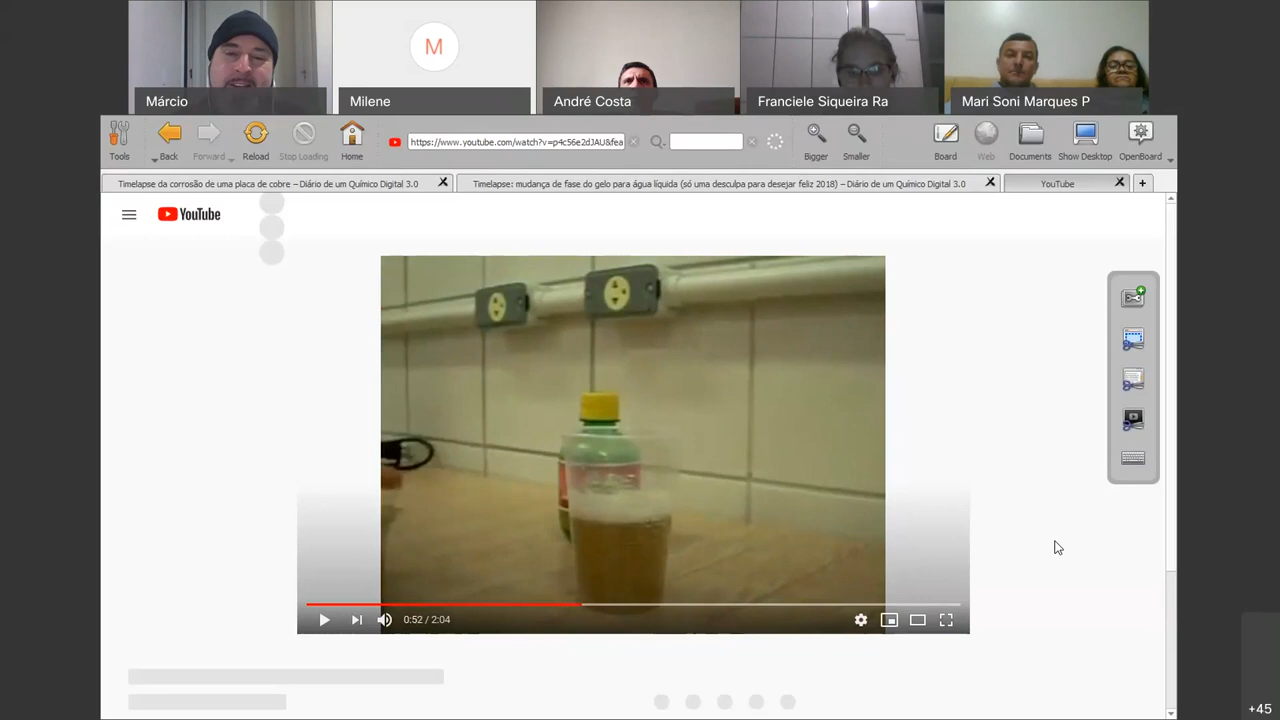 M
Márcio
Milene
André Costa
Franciele Siqueira Ra
Mari Soni Marques P
Tools
Back
Forward
Reload
Stop Loading
Home
https://www.youtube.com/watch?v=p4c56e2dJAU&fea
Bigger
Smaller
Board
Web
Documents
Show Desktop
OpenBoard
Timelapse da corrosão de uma placa de cobre – Diário de um Químico Digital 3.0
Timelapse: mudança de fase do gelo para água líquida (só uma desculpa para desejar feliz 2018) – Diário de um Químico Digital 3.0
YouTube
YouTube
0:52 / 2:04
+45